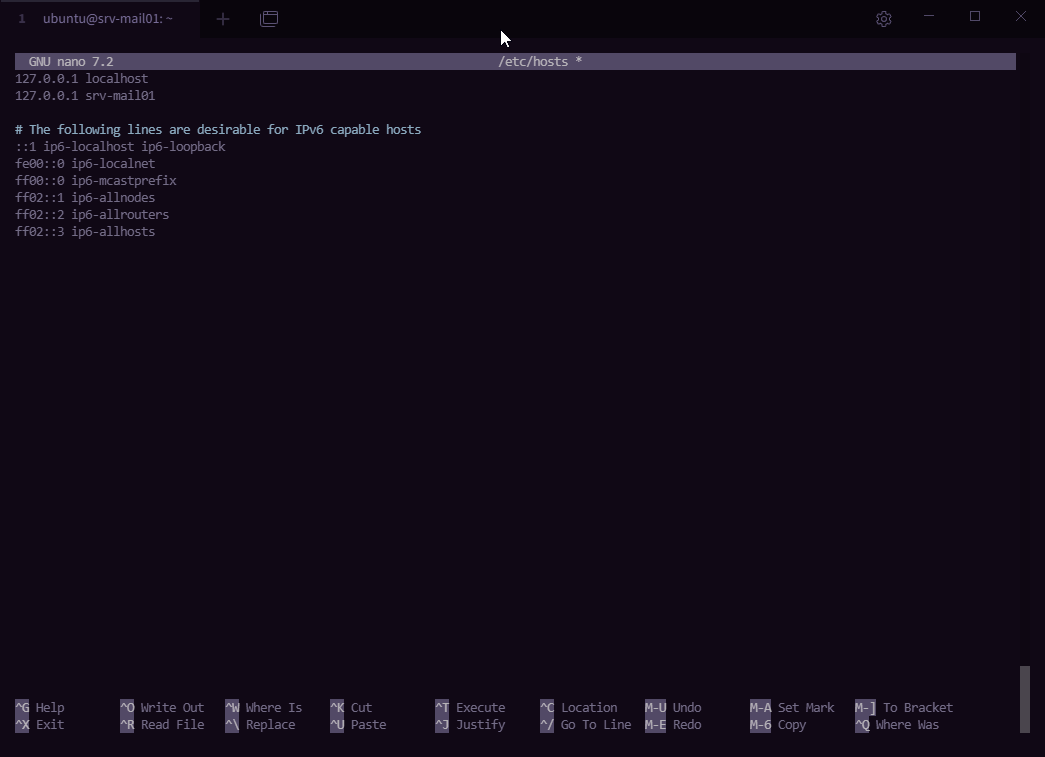 1 ubuntu@srv-mail01: ~
GNU nano 7.2 /etc/hosts *
127.0.0.1 localhost
127.0.0.1 srv-mail01
# The following lines are desirable for IPv6 capable hosts
::1 ip6-localhost ip6-loopback
fe00::0 ip6-localnet
ff00::0 ip6-mcastprefix
ff02::1 ip6-allnodes
ff02::2 ip6-allrouters
ff02::3 ip6-allhosts
^G Help ^O Write Out ^W Where Is ^K Cut ^T Execute ^C Location M-U Undo M-A Set Mark M-] To Bracket
^X Exit ^R Read File ^\ Replace ^U Paste ^J Justify ^/ Go To Line M-E Redo M-6 Copy ^Q Where Was